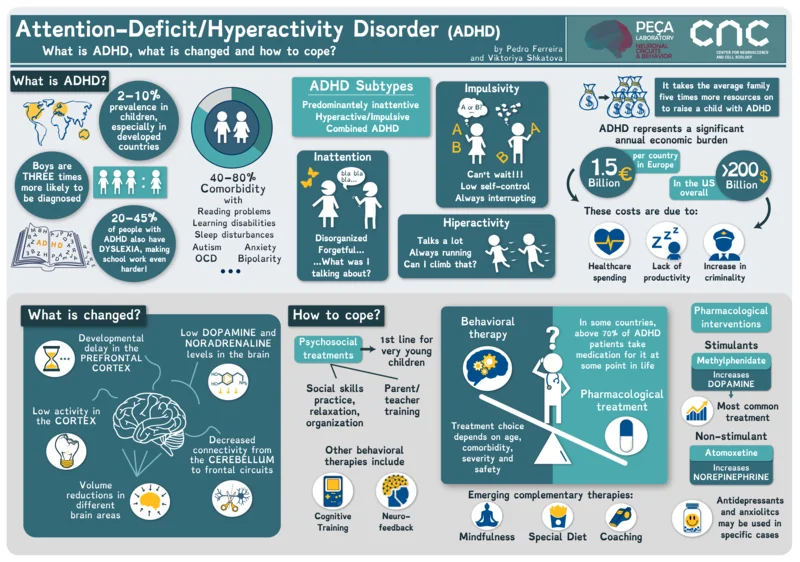 Attention-Deficit/Hyperactivity Disorder (ADHD)
What is ADHD, what is changed and how to cope?
by Pedro Ferreira
and Viktoriya Shkatova
PEÇA
LABORATORY
NEURONAL
CIRCUITS
& BEHAVIOR
cnc
CENTER FOR NEUROSCIENCE
AND CELL BIOLOGY
What is ADHD?
2-10%
prevalence in
children,
especially in
developed
countries
Boys are
THREE times
more likely to
be diagnosed
20-45%
of people with
ADHD also have
DYSLEXIA, making
school work even
harder!
ADHD
40-80%
Comorbidity
with
Reading problems
Learning disabilities
Sleep disturbances
Autism Anxiety
OCD Bipolarity
ADHD Subtypes
Predominantely inattentive
Hyperactive/Impulsive
Combined ADHD
Inattention
bla bla
bla...
Disorganized
Forgetful...
...What was I
talking about?
Impulsivity
A or B?
A
B
A
B
Can't wait!!!
Low self-control
Always interrupting
Hiperactivity
Talks a lot
Always running
Can I climb that?
It takes the average family
five times more resources on
to raise a child with ADHD
ADHD represents a significant
annual economic burden
1.5 €
Billion
per country
in Europe
In the US
overall
>200 $
Billion
These costs are due to:
Healthcare
spending
Lack of
productivity
Increase in
criminality
What is changed?
Developmental
delay in the
PREFRONTAL
CORTEX
Low DOPAMINE and
NORADRENALINE
levels in the brain
HO
HO
NH₂
Low activity in
the CORTEX
Decreased
connectivity from
the CEREBELLUM
to frontal circuits
Volume
reductions in
different
brain areas
How to cope?
Psychosocial
treatments
1st line for
very young
children
Social skills
practice,
relaxation,
organization
Parent/
teacher
training
Other behavioral
therapies include
Cognitive
Training
Neuro-
feedback
Behavioral
therapy
?
In some countries,
above 70% of ADHD
patients take
medication for it at
some point in life
Pharmacological
treatment
Treatment choice
depends on age,
comorbidity,
severity and
safety
Emerging complementary therapies:
Mindfulness
Special Diet
Coaching
Pharmacological
interventions
Stimulants
Methylphenidate
Increases
DOPAMINE
Most common
treatment
Non-stimulant
Atomoxetine
Increases
NOREPINEPHRINE
Antidepressants
and anxiolitcs
may be used in
specific cases